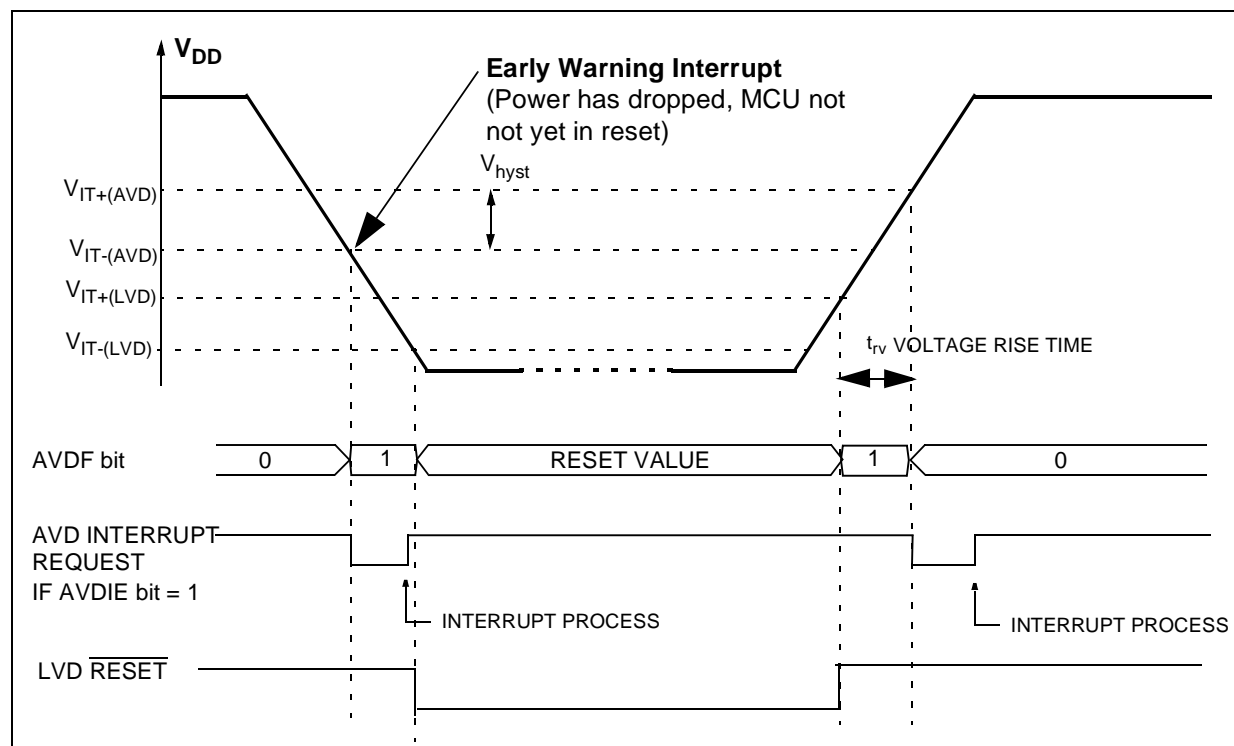 VDD
Early Warning Interrupt
(Power has dropped, MCU not
not yet in reset)
Vhyst
VIT+(AVD)
VIT-(AVD)
VIT+(LVD)
VIT-(LVD)
trv VOLTAGE RISE TIME
AVDF bit
0
1
RESET VALUE
1
0
AVD INTERRUPT
REQUEST
IF AVDIE bit = 1
INTERRUPT PROCESS
INTERRUPT PROCESS
LVD RESET